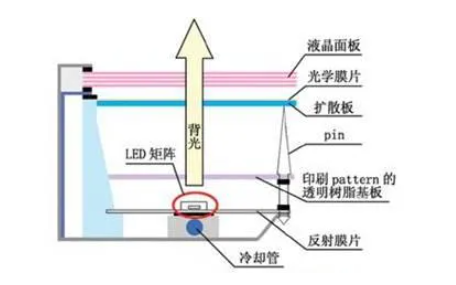 液晶面板
光学膜片
扩散板
背光
pin
LED 矩阵
印刷 pattern 的
透明树脂基板
反射膜片
冷却管